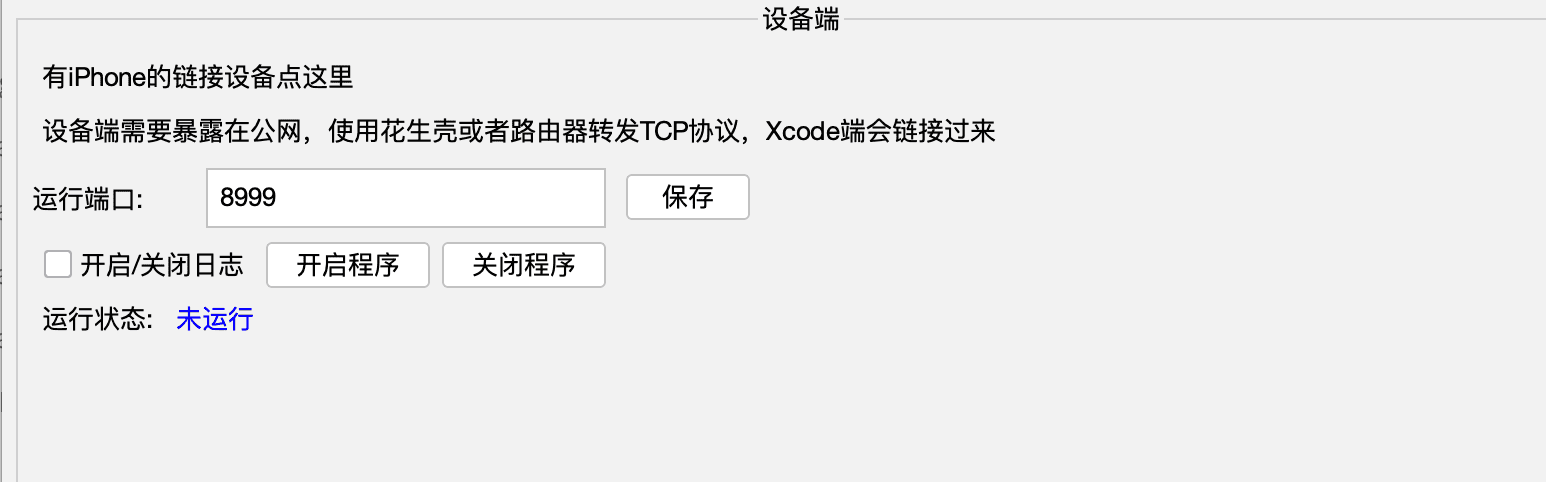 设备端
有iPhone的链接设备点这里
设备端需要暴露在公网，使用花生壳或者路由器转发TCP协议，Xcode端会链接过来
运行端口: 8999 保存
开启/关闭日志 开启程序 关闭程序
运行状态: 未运行